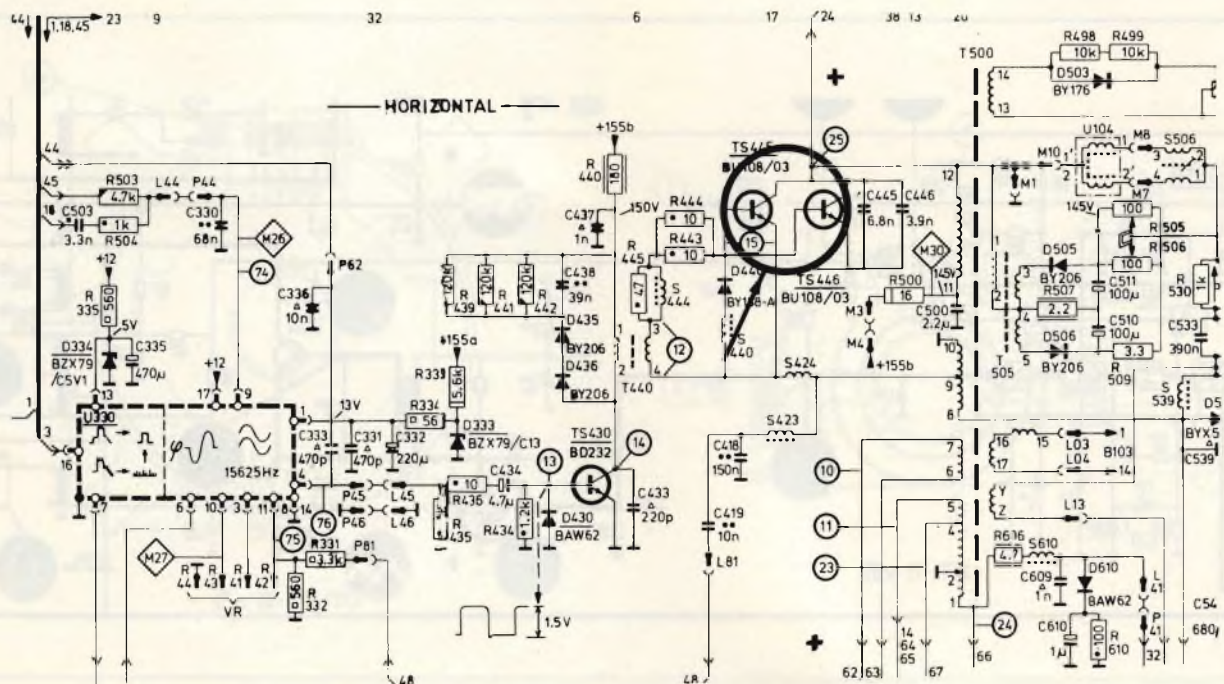 44 1,18,45 23 9 32 6 17 24 38 13 20
HORIZONTAL
R498 R499
10k 10k
T500
14
13
D503
BY176
U104
M8
S506
M10
M1
M7
+155b
R 440
180
TS445
BU108/03
25
44
45
R503
4.7k
L44 P44
C330
68n
18
C503
3.3n
1k
R504
M26
74
P62
C336
10n
+12
R 335
560
5V
D334
BZX79
/C5V1
C335
470µ
+12
17 9
13
U330
15625Hz
φ
1
3
16
7
6 10 3 11 8 14
4
C437
1n
150V
R444
10
R443
10
R 445
47
S 444
3
4
12
15
BY158-A
S 440
TS446
BU108/03
C445
6.8n
C446
3.9n
M30
145V
R500
16
11
12
C500
2.2µ
M3
M4
+155b
120k
R 439
120k
R 441
120k
R 442
C438
39n
D435
BY206
D436
BY206
T440
145V
100
R505
R506
100
D505
BY206
R507
2.2
C511
100µ
C510
100µ
D506
BY206
3.3
R 509
T 505
R 530
1k
C533
390n
S 539
D5
BYX5
C539
+155a
R333
5.6k
R334
56
13V
C333
470p
C331
470p
C332
220µ
D333
BZX79/C13
TS430
BD232
14
13
C433
220p
P45 L45
P46 L46
10
R436
C434
4.7µ
1.2k
R434
R 435
D430
BAW62
S424
S423
C418
150n
C419
10n
L81
10
9
8
7
6
5
4
2
1
10
11
23
24
16
15
17
L03 1
L04 14
B103
Y
Z
L13
R616
4.7
S610
C609
1n
D610
BAW62
C610
1µ
100
R 610
L 41
P 41
C54
680µ
76
75
M27
R331
3.3k
P81
R 44
R 43
R 41
R 42
VR
560
R 332
1.5V
48
48
62 63
14
64
65
67
66
32